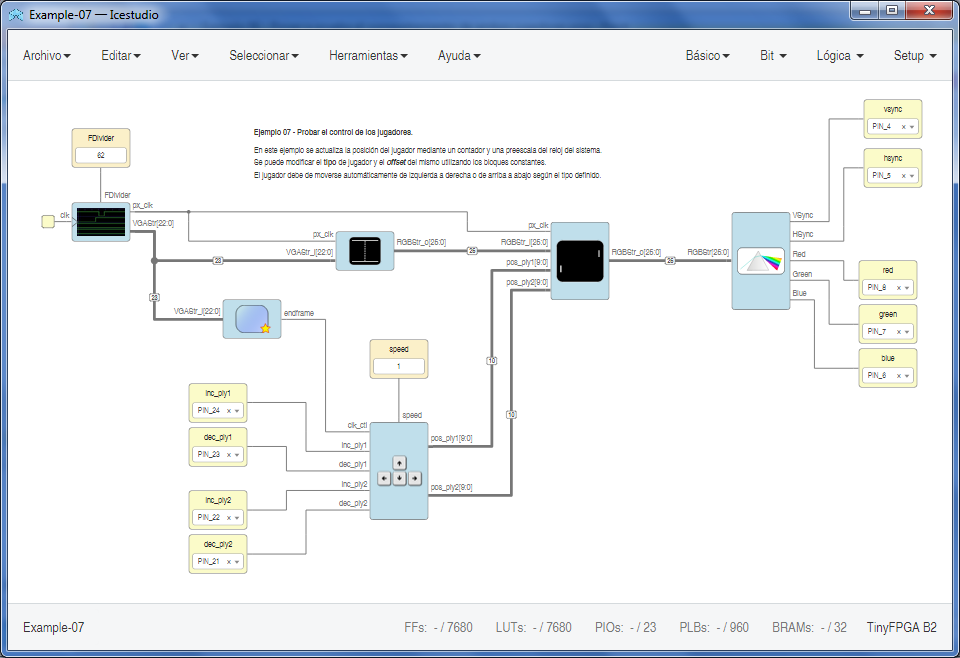 Example-07 — Icestudio
Archivo Editar Ver Seleccionar Herramientas Ayuda Básico Bit Lógica Setup
vsync
PIN_4
hsync
PIN_5
FDivider
62
Ejemplo 07 - Probar el control de los jugadores.
En este ejemplo se actualiza la posición del jugador mediante un contador y una preescala del reloj del sistema.
Se puede modificar el tipo de jugador y el offset del mismo utilizando los bloques constantes.
El jugador debe de moverse automáticamente de izquierda a derecha o de arriba a abajo según el tipo definido.
FDivider
clk
px_clk
VGAStr[22:0]
px_clk
VGAStr_i[22:0]
RGBStr_o[25:0]
23
26
px_clk
RGBStr_i[25:0]
pos_ply1[9:0]
pos_ply2[9:0]
RGBStr_o[25:0]
26
RGBStr[25:0]
VSync
HSync
Red
Green
Blue
red
PIN_8
green
PIN_7
blue
PIN_6
23
VGAStr_i[22:0]
endframe
speed
1
speed
10
10
inc_ply1
PIN_24
dec_ply1
PIN_23
inc_ply2
PIN_22
dec_ply2
PIN_21
clk_ctl
inc_ply1
dec_ply1
inc_ply2
dec_ply2
pos_ply1[9:0]
pos_ply2[9:0]
Example-07 FFs: - / 7680 LUTs: - / 7680 PIOs: - / 23 PLBs: - / 960 BRAMs: - / 32 TinyFPGA B2